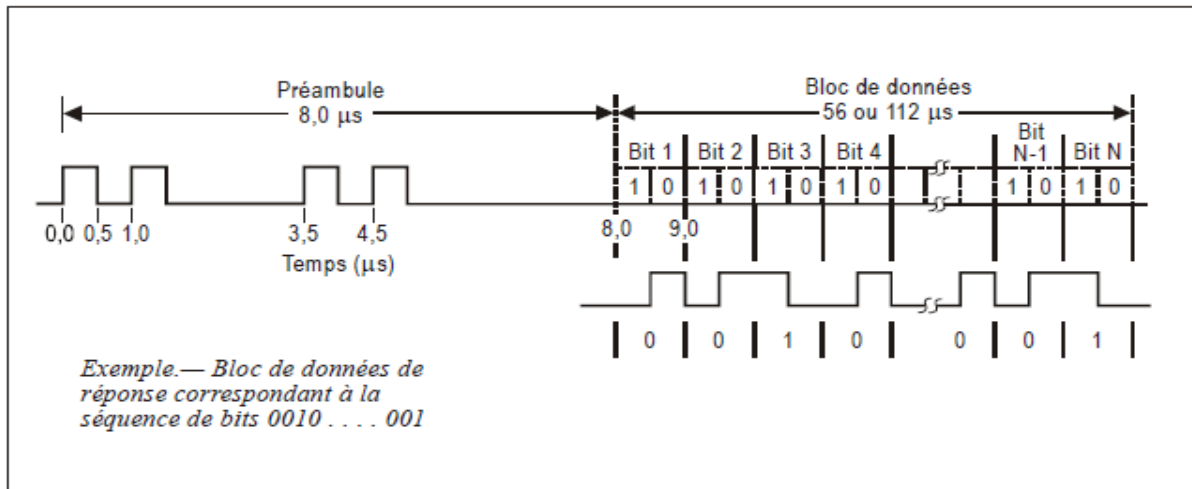 Préambule
8,0 µs
Bloc de données
56 ou 112 µs
Bit 1 Bit 2 Bit 3 Bit 4 Bit N-1 Bit N
1 0 1 0 1 0 1 0 1 0 1 0
0,0 0,5 1,0 3,5 4,5 8,0 9,0
Temps (µs)
0 0 1 0 0 0 1
Exemple.— Bloc de données de
réponse correspondant à la
séquence de bits 0010 . . . . 001